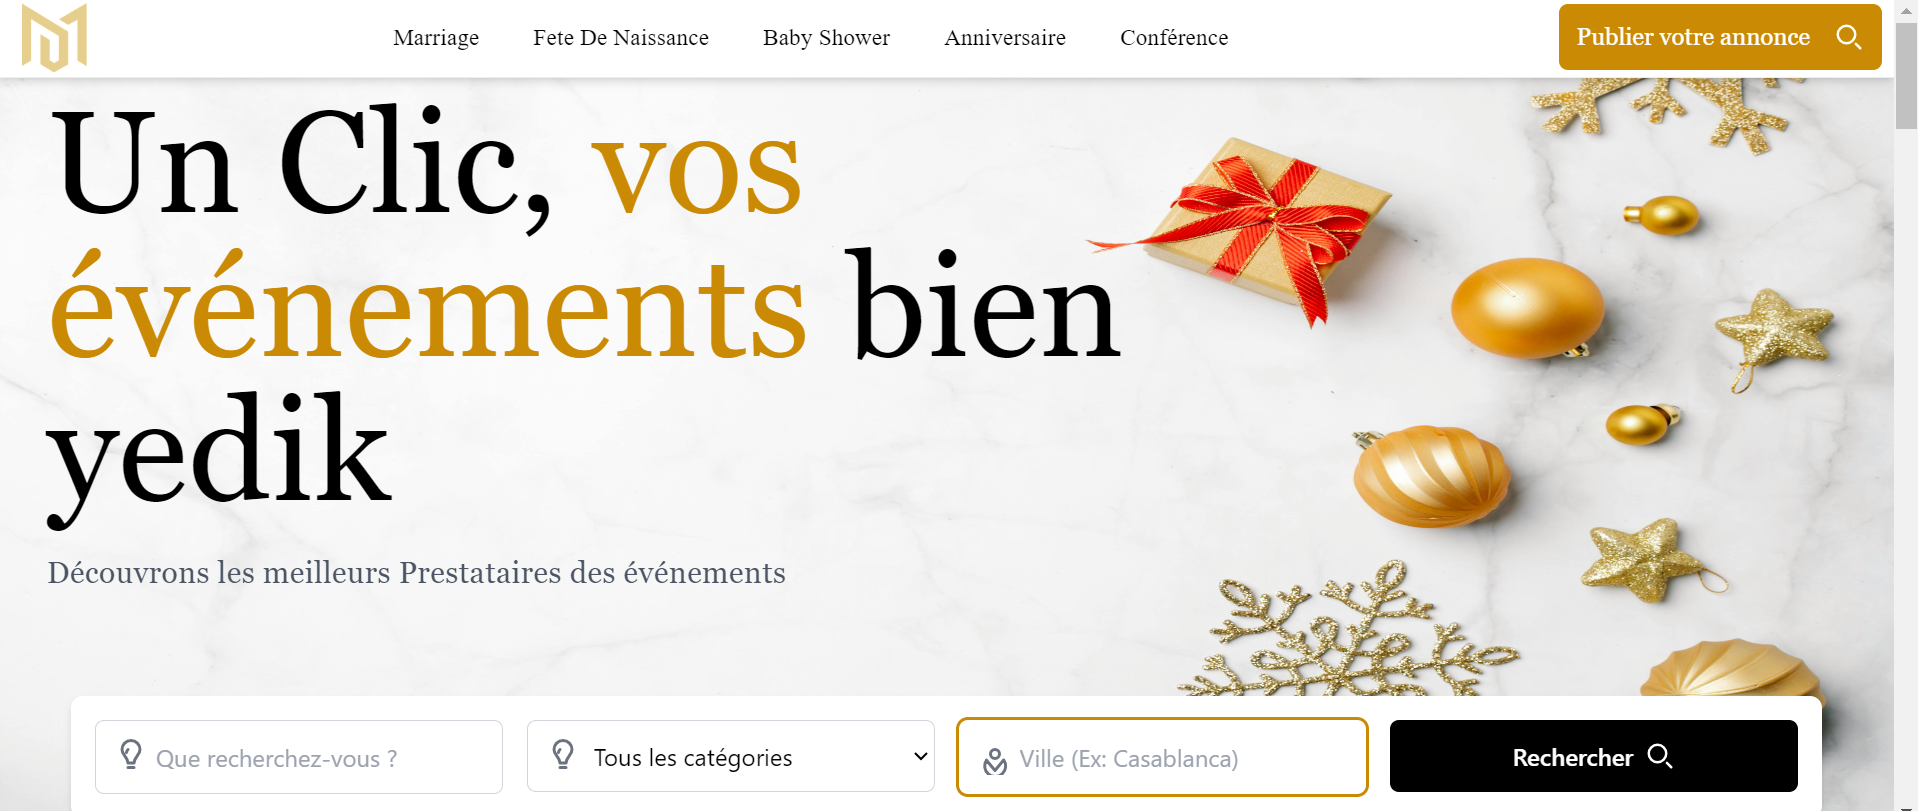 Marriage Fete De Naissance Baby Shower Anniversaire Conférence Publier votre annonce
Un Clic, vos
événements bien
yedik
Découvrons les meilleurs Prestataires des événements
Que recherchez-vous ? Tous les catégories Ville (Ex: Casablanca) Rechercher